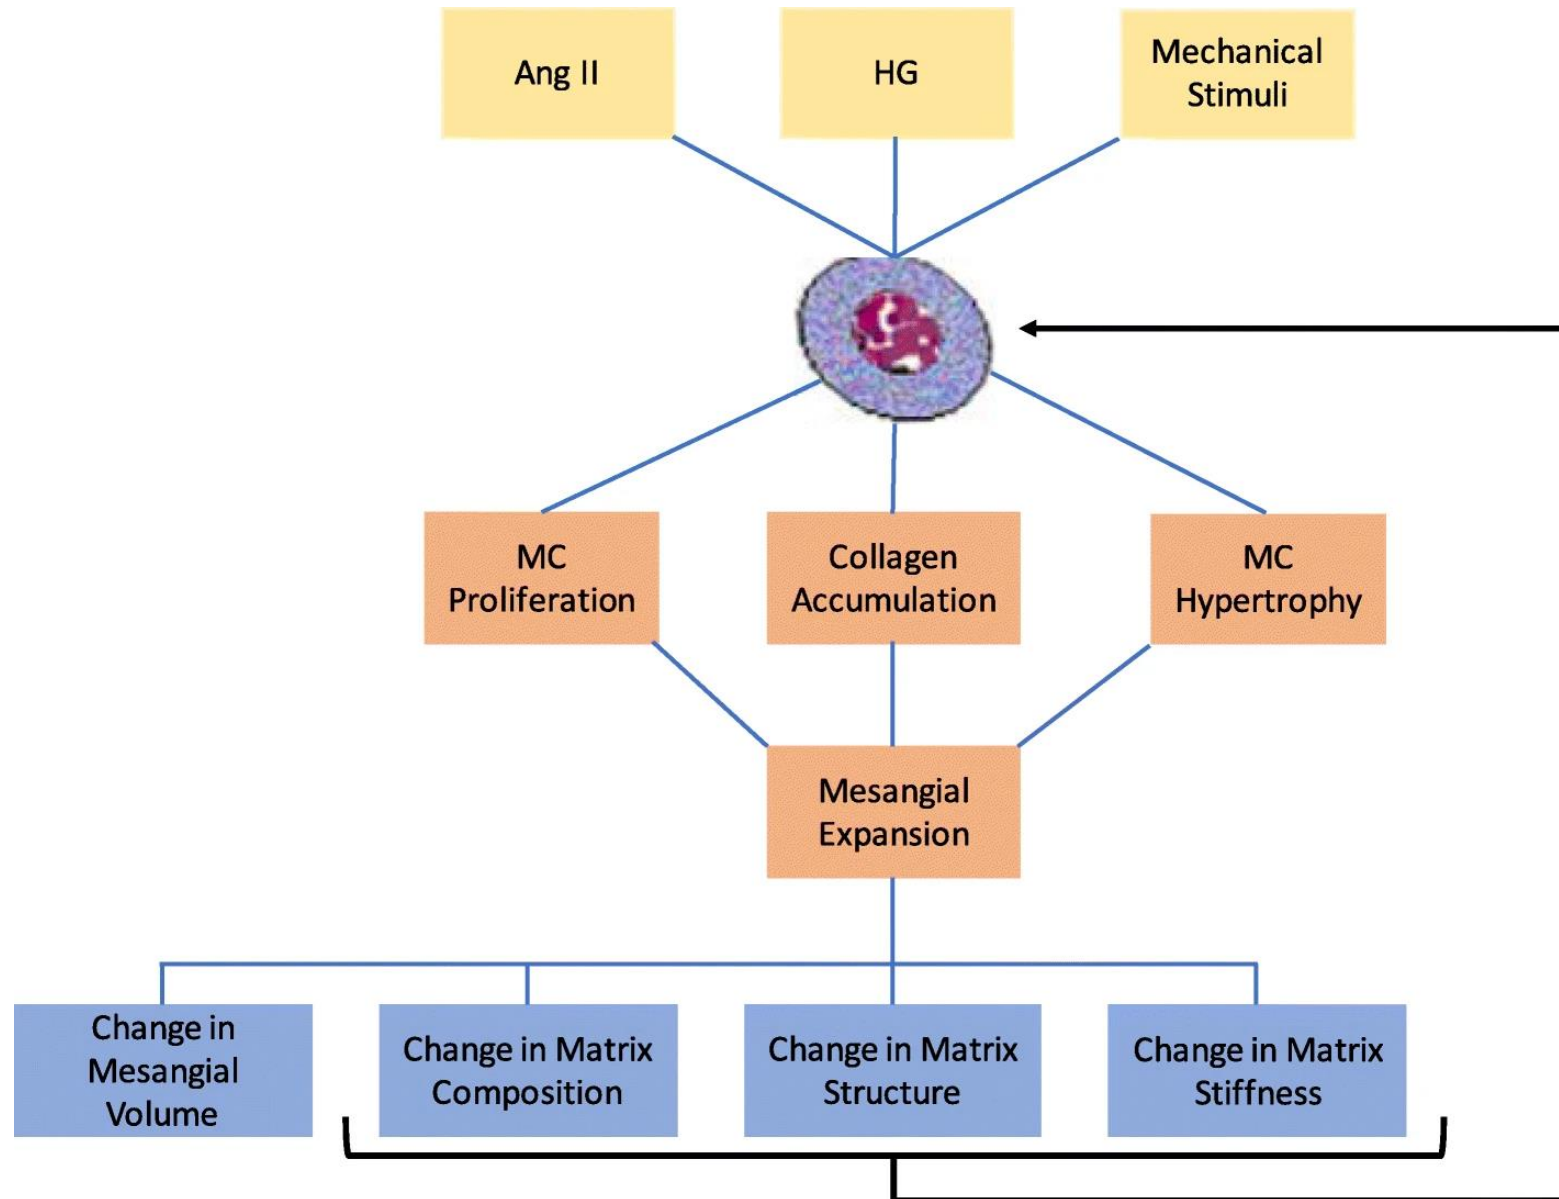 Ang II
HG
Mechanical
Stimuli
MC
Proliferation
Collagen
Accumulation
MC
Hypertrophy
Mesangial
Expansion
Change in
Mesangial
Volume
Change in Matrix
Composition
Change in Matrix
Structure
Change in Matrix
Stiffness